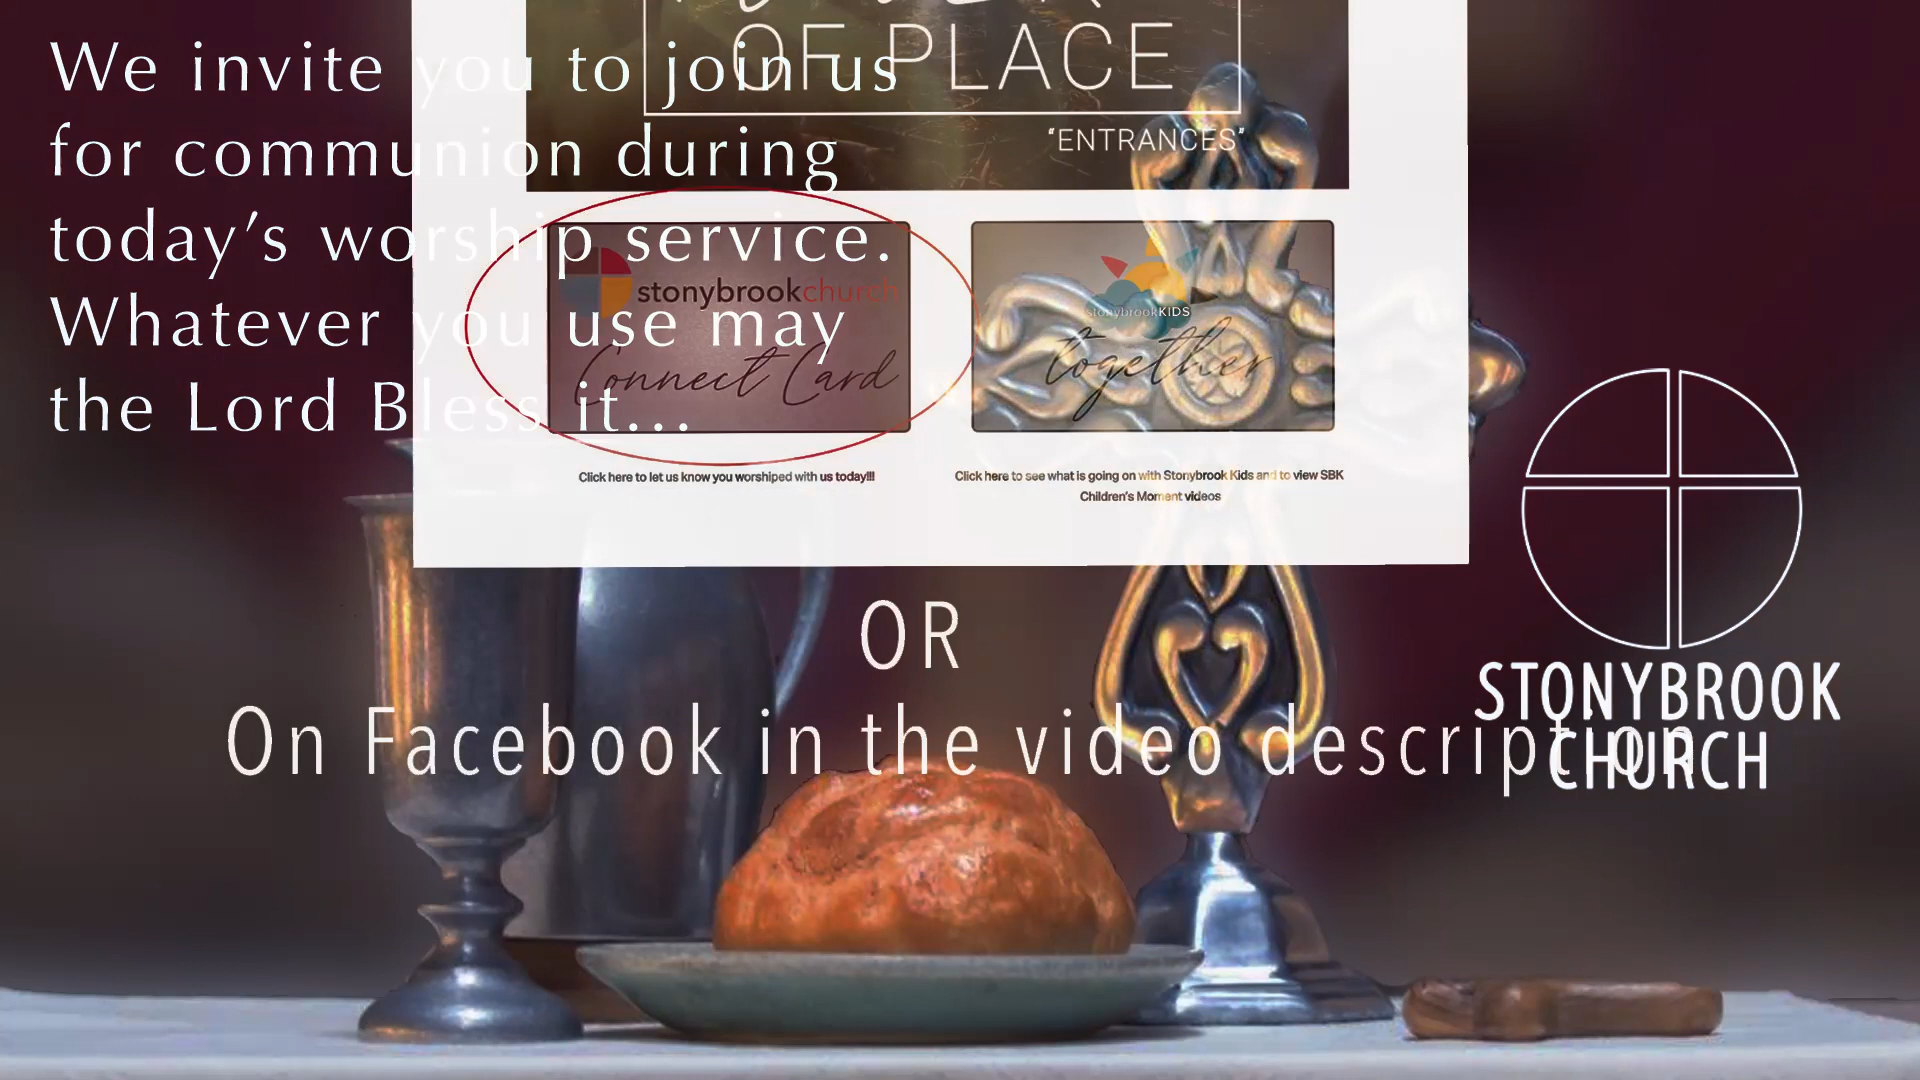 We invite you to join us
for communion during
today's worship service.
Whatever you use may
the Lord Bless it...
OF PLACE
"ENTRANCES"
stonybrookchurch
Connect Card
stonybrookKIDS
together
Click here to let us know you worshiped with us today!!!
Click here to see what is going on with Stonybrook Kids and to view SBK
Children's Moment videos
OR
On Facebook in the video description
STONYBROOK
CHURCH